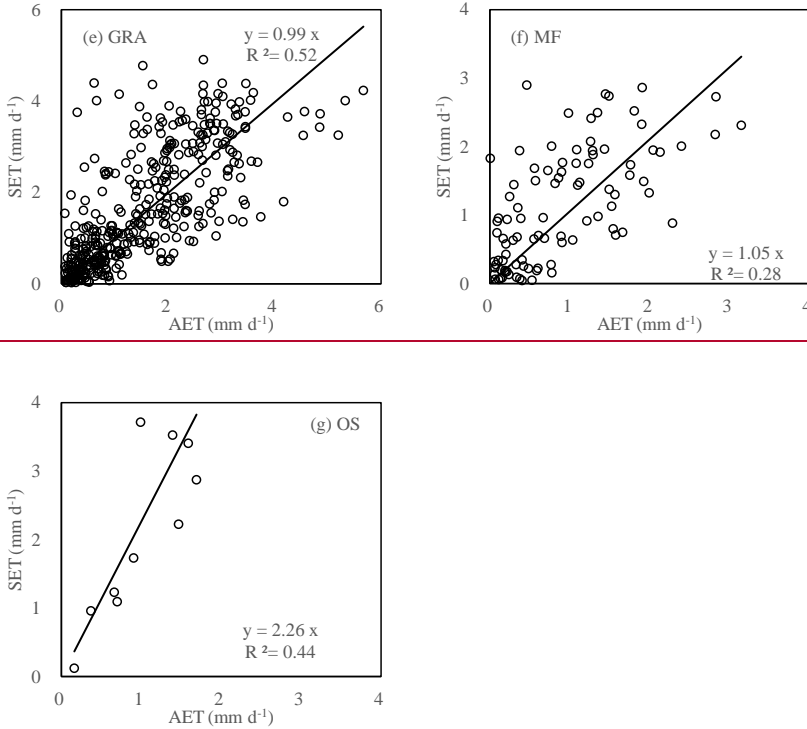 6
(e) GRA
y = 0.99 x
R ²= 0.52
4
SET (mm d-1)
2
0
0
2
4
6
AET (mm d-1)
4
(f) MF
3
SET (mm d-1)
2
1
y = 1.05 x
R ²= 0.28
0
0
1
2
3
4
AET (mm d-1)
4
(g) OS
3
SET (mm d-1)
2
1
y = 2.26 x
R ²= 0.44
0
0
1
2
3
4
AET (mm d-1)